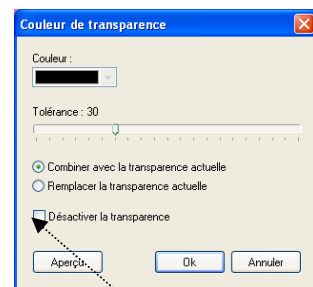 Couleur de transparence
Couleur :
Tolérance : 30
Combiner avec la transparence actuelle
Remplacer la transparence actuelle
Désactiver la transparence
Aperçu Ok Annuler